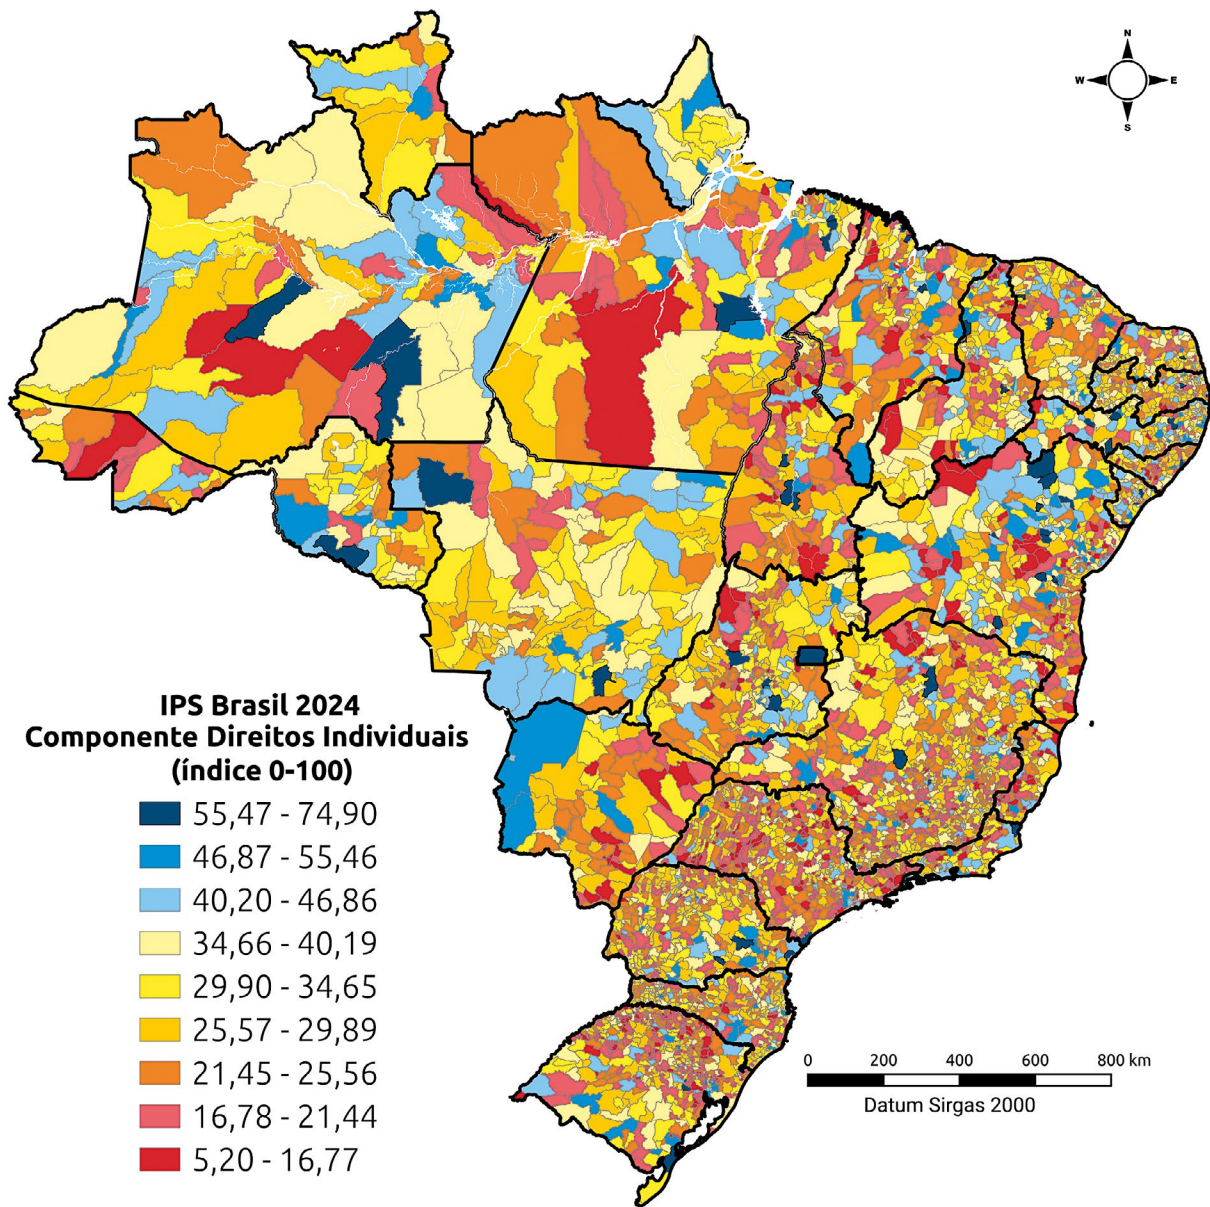 N
W E
S
IPS Brasil 2024
Componente Direitos Individuais
(índice 0-100)
55,47 - 74,90
46,87 - 55,46
40,20 - 46,86
34,66 - 40,19
29,90 - 34,65
25,57 - 29,89
21,45 - 25,56
16,78 - 21,44
5,20 - 16,77
0 200 400 600 800 km
Datum Sirgas 2000